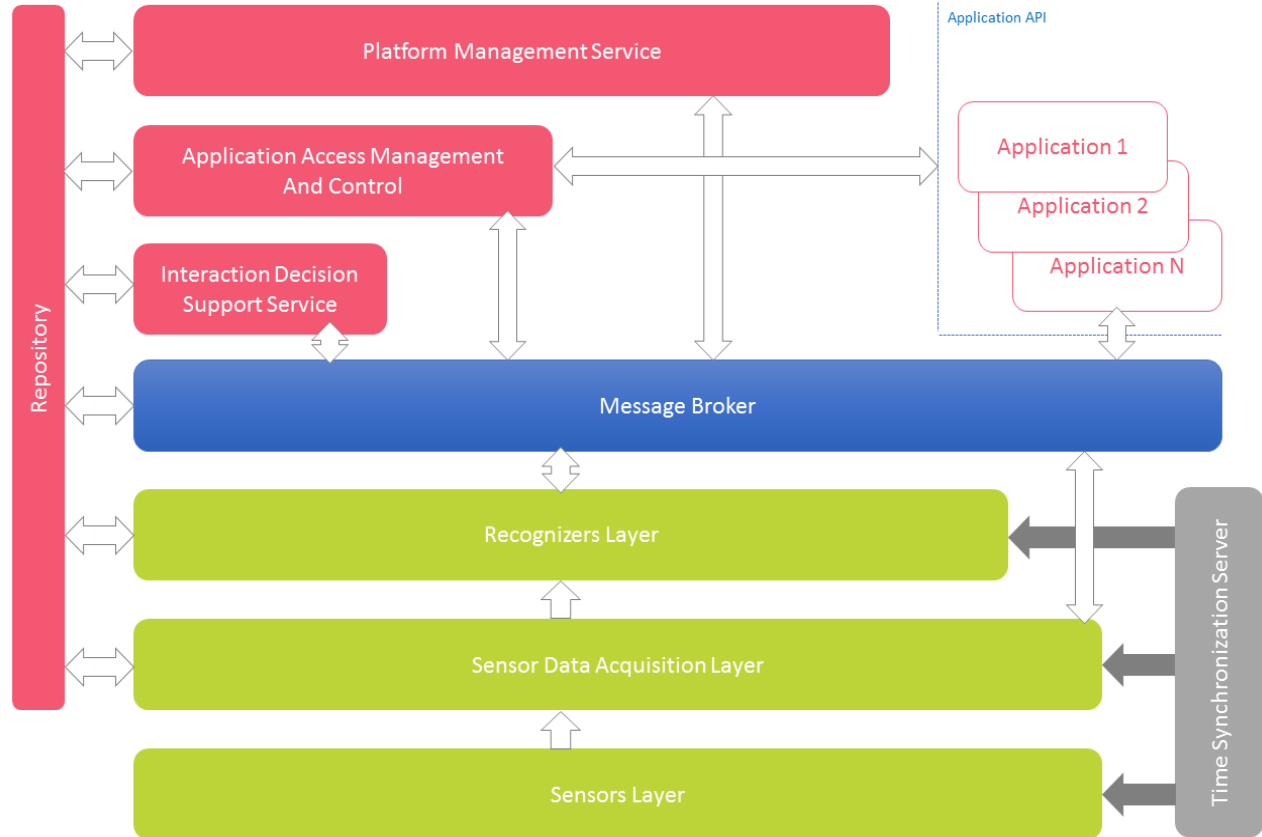 Application API
Platform Management Service
Application Access Management
And Control
Application 1
Application 2
Application N
Interaction Decision
Support Service
Repository
Message Broker
Recognizers Layer
Sensor Data Acquisition Layer
Sensors Layer
Time Synchronization Server